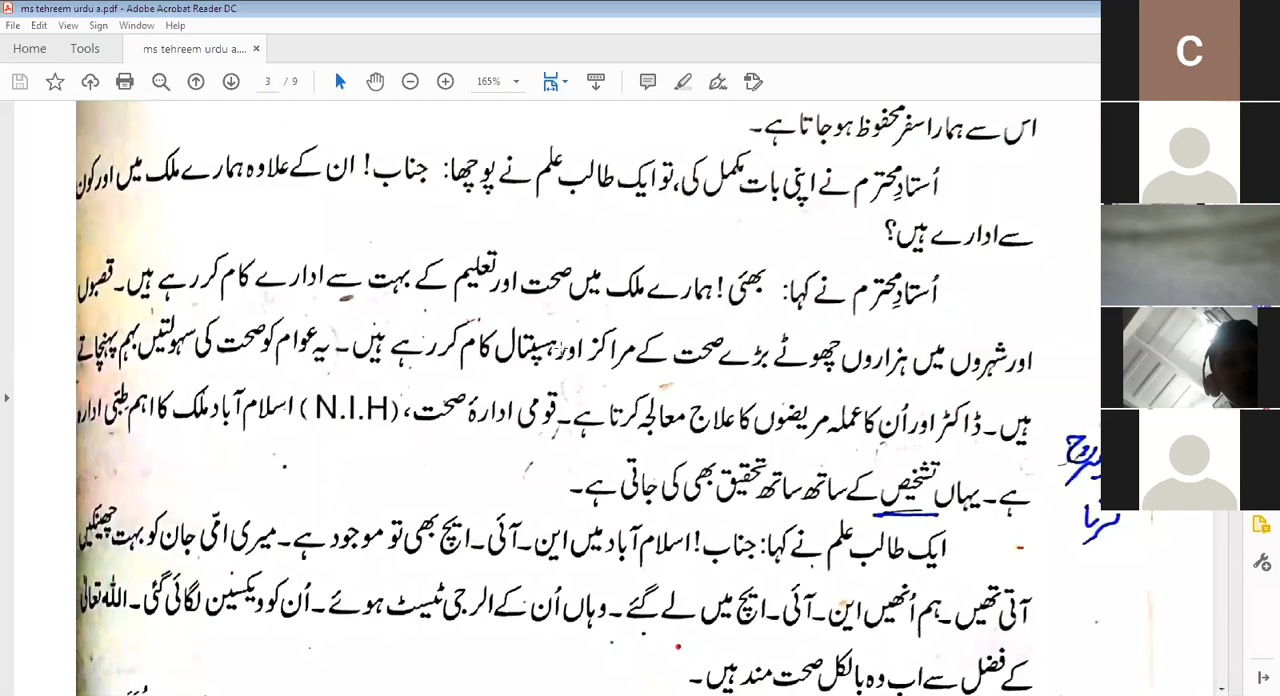 ms tehreem urdu a.pdf - Adobe Acrobat Reader DC
File Edit View Sign Window Help
Home Tools ms tehreem urdu a.... ×
3 / 9 165%
C
اس سے ہمارا سفر محفوظ ہو جاتا ہے۔
اُستادِ محترم نے اپنی بات مکمل کی، تو ایک طالب علم نے پوچھا: جناب! ان کے علاوہ ہمارے ملک میں اور کون
سے ادارے ہیں؟
اُستادِ محترم نے کہا: بھئی! ہمارے ملک میں صحت اور تعلیم کے بہت سے ادارے کام کر رہے ہیں۔ قصبوں
اور شہروں میں ہزاروں چھوٹے بڑے صحت کے مراکز اور ہسپتال کام کر رہے ہیں۔ یہ عوام کو صحت کی سہولتیں بہم پہنچاتے
ہیں۔ ڈاکٹر اور اُن کا عملہ مریضوں کا علاج معالجہ کرتا ہے۔ قومی ادارۂ صحت، (N.I.H) اسلام آباد ملک کا اہم طبّی ادارہ
ہے۔ یہاں تشخیص کے ساتھ ساتھ تحقیق بھی کی جاتی ہے۔
ایک طالب علم نے کہا: جناب! اسلام آباد میں این۔ آئی۔ ایچ بھی تو موجود ہے۔ میری امّی جان کو بہت چھینکیں
آتی تھیں۔ ہم اُنھیں این۔ آئی۔ ایچ میں لے گئے۔ وہاں اُن کے الرجی ٹیسٹ ہوئے۔ اُن کو ویکسین لگائی گئی۔ اللہ تعالیٰ
کے فضل سے اب وہ بالکل صحت مند ہیں۔